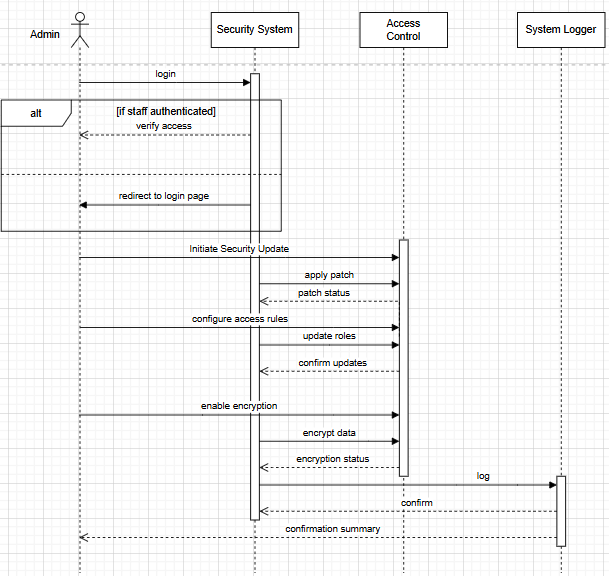 Admin
Security System
Access
Control
System Logger
login
alt
[if staff authenticated]
verify access
redirect to login page
Initiate Security Update
apply patch
patch status
configure access rules
update roles
confirm updates
enable encryption
encrypt data
encryption status
log
confirm
confirmation summary